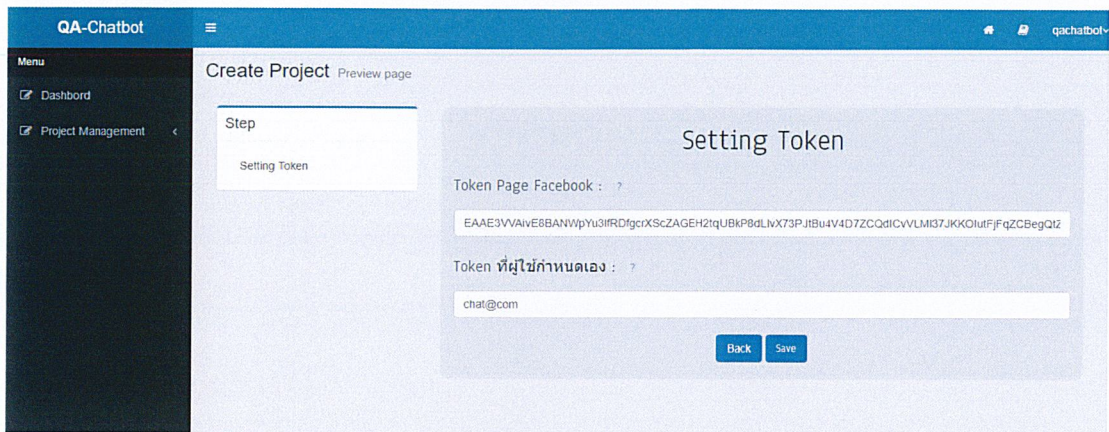 QA-Chatbot
qachatbot
Menu
Dashbord
Project Management
Create Project Preview page
Step
Setting Token
Setting Token
Token Page Facebook : ?
Token ที่ผู้ใช้กำหนดเอง : ?
chat@com
Back Save